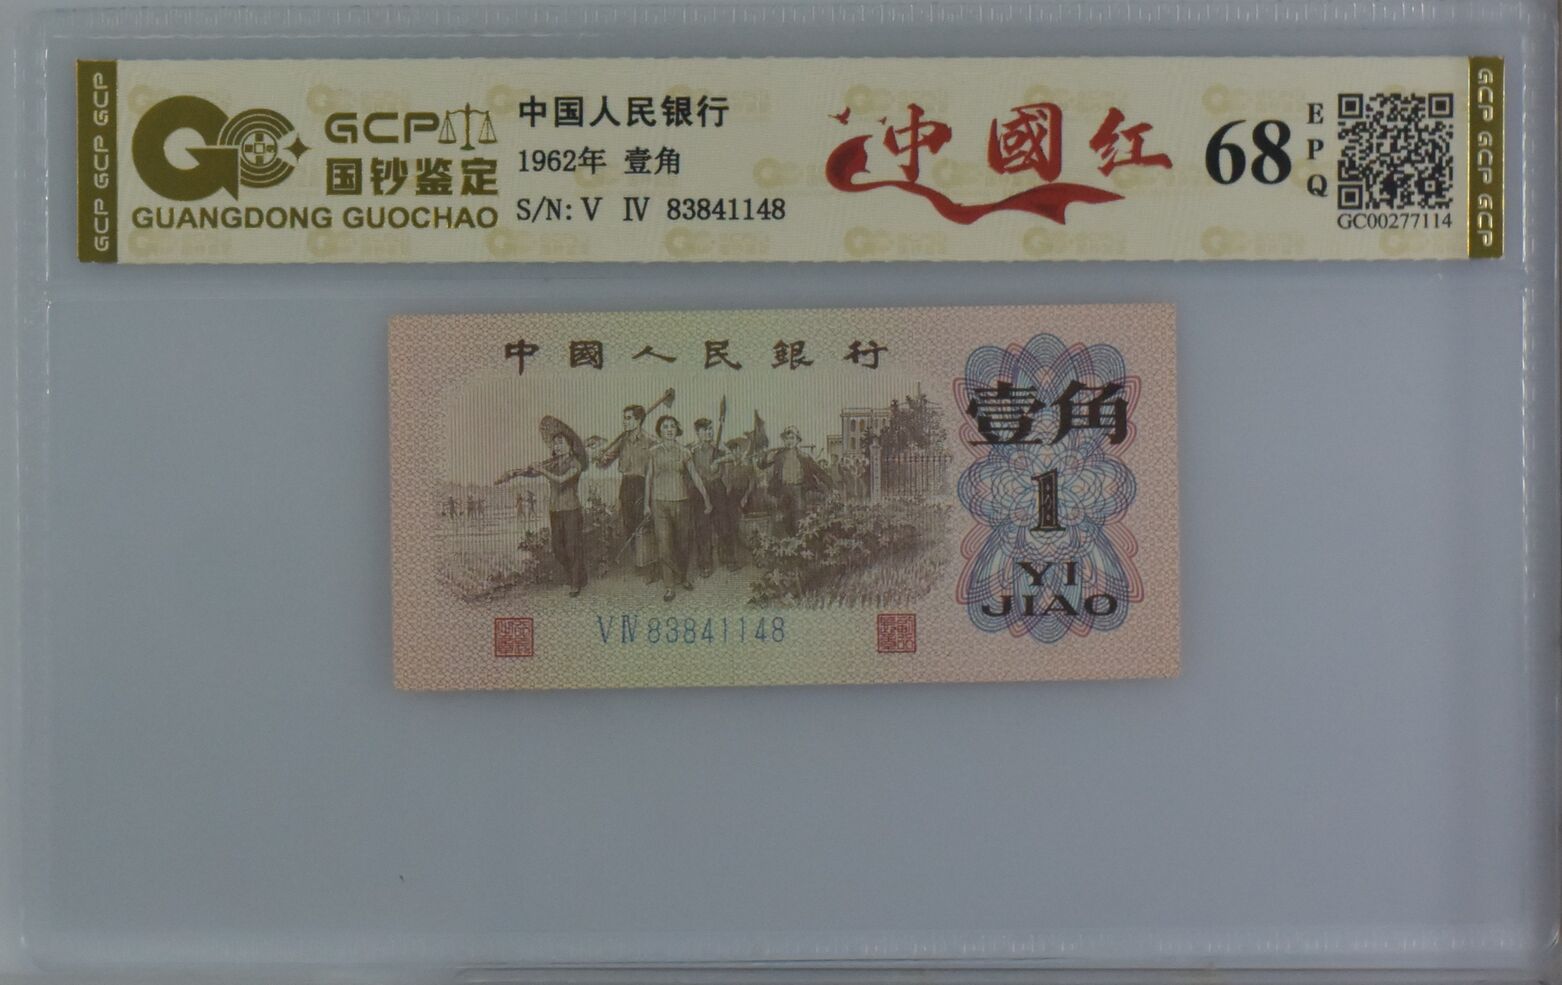 GCP GCP GCP
GCP
国钞鉴定
GUANGDONG GUOCHAO
中国人民银行
1962年 壹角
S/N: V Ⅳ 83841148
中國红
68
EPQ
GC00277114
GCP GCP GCP
中國人民銀行
壹角
1
YI
JIAO
V Ⅳ 83841148